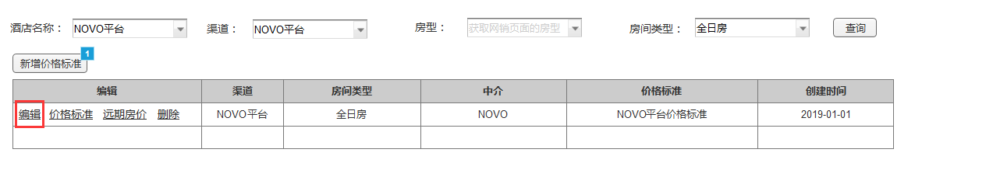 酒店名称： NOVO平台 渠道： NOVO平台 房型： 获取网销页面的房型 房间类型： 全日房 查询
新增价格标准 1
编辑 渠道 房间类型 中介 价格标准 创建时间
编辑 价格标准 远期房价 删除 NOVO平台 全日房 NOVO NOVO平台价格标准 2019-01-01